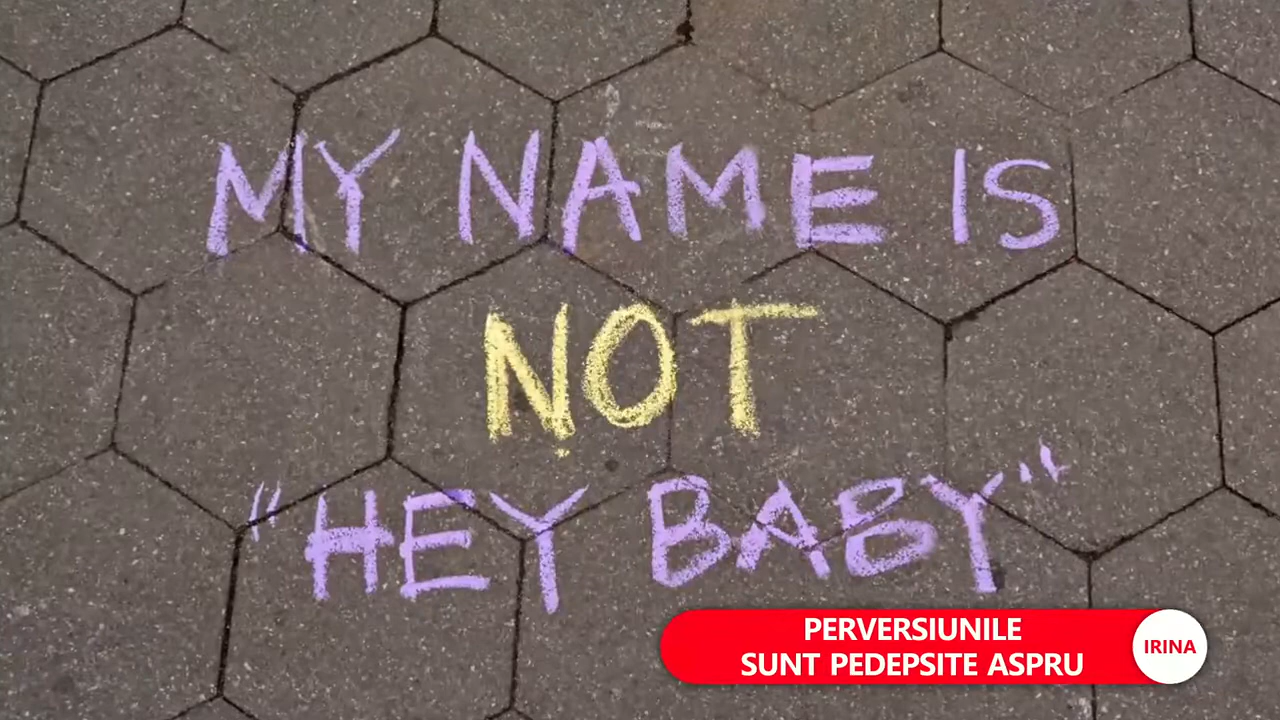 MY NAME IS
NOT
"HEY BABY"
PERVERSIUNILE
SUNT PEDEPSITE ASPRU
IRINA